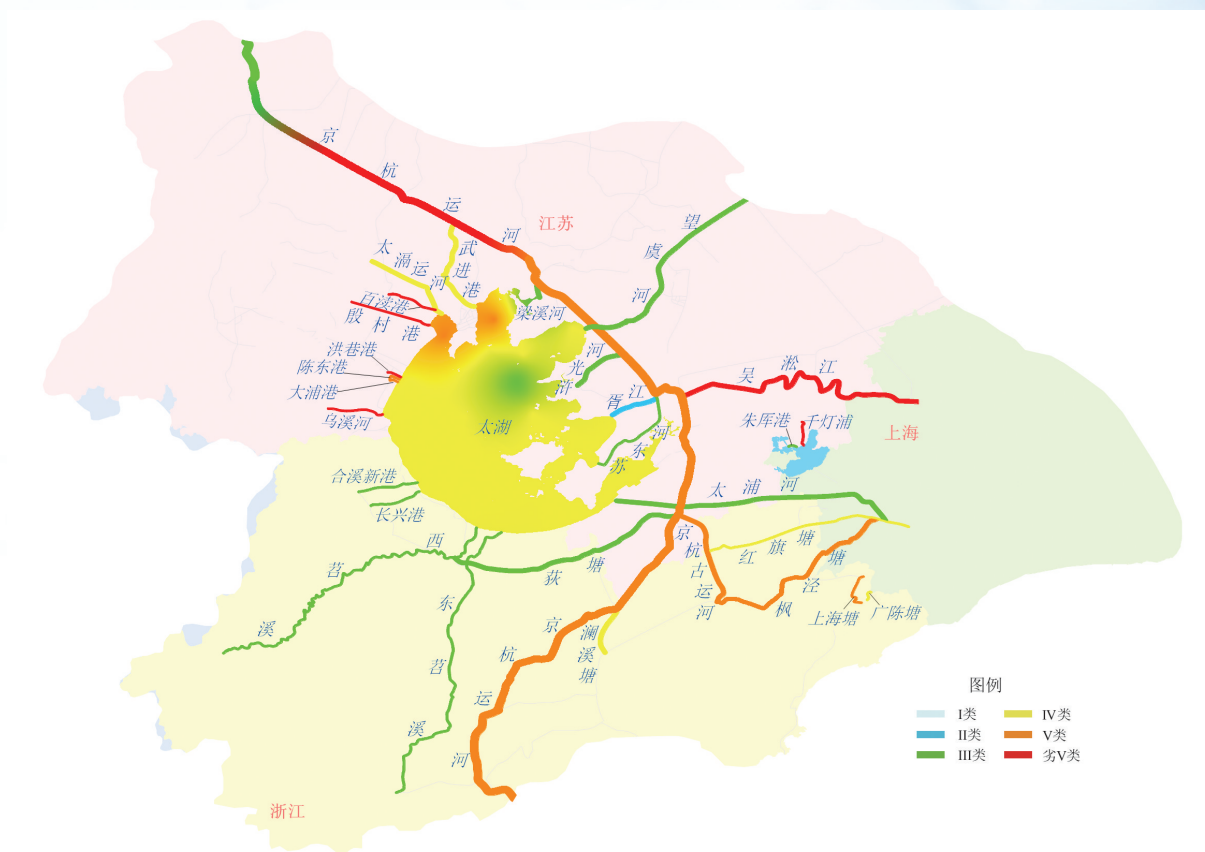 京杭运河
江苏
望虞河
太滆运河
武进港
梁溪河
百渎港
殷村港
洪巷港
陈东港
大浦港
乌溪河
浒光河
胥江
吴淞江
太湖
苏东河
朱厍港
千灯浦
上海
合溪新港
长兴港
太浦河
西苕溪
荻塘
京杭古运河
红旗塘
枫泾塘
上海塘
广陈塘
东苕溪
京杭运河
澜溪塘
浙江
图例
I类
IV类
II类
V类
III类
劣V类